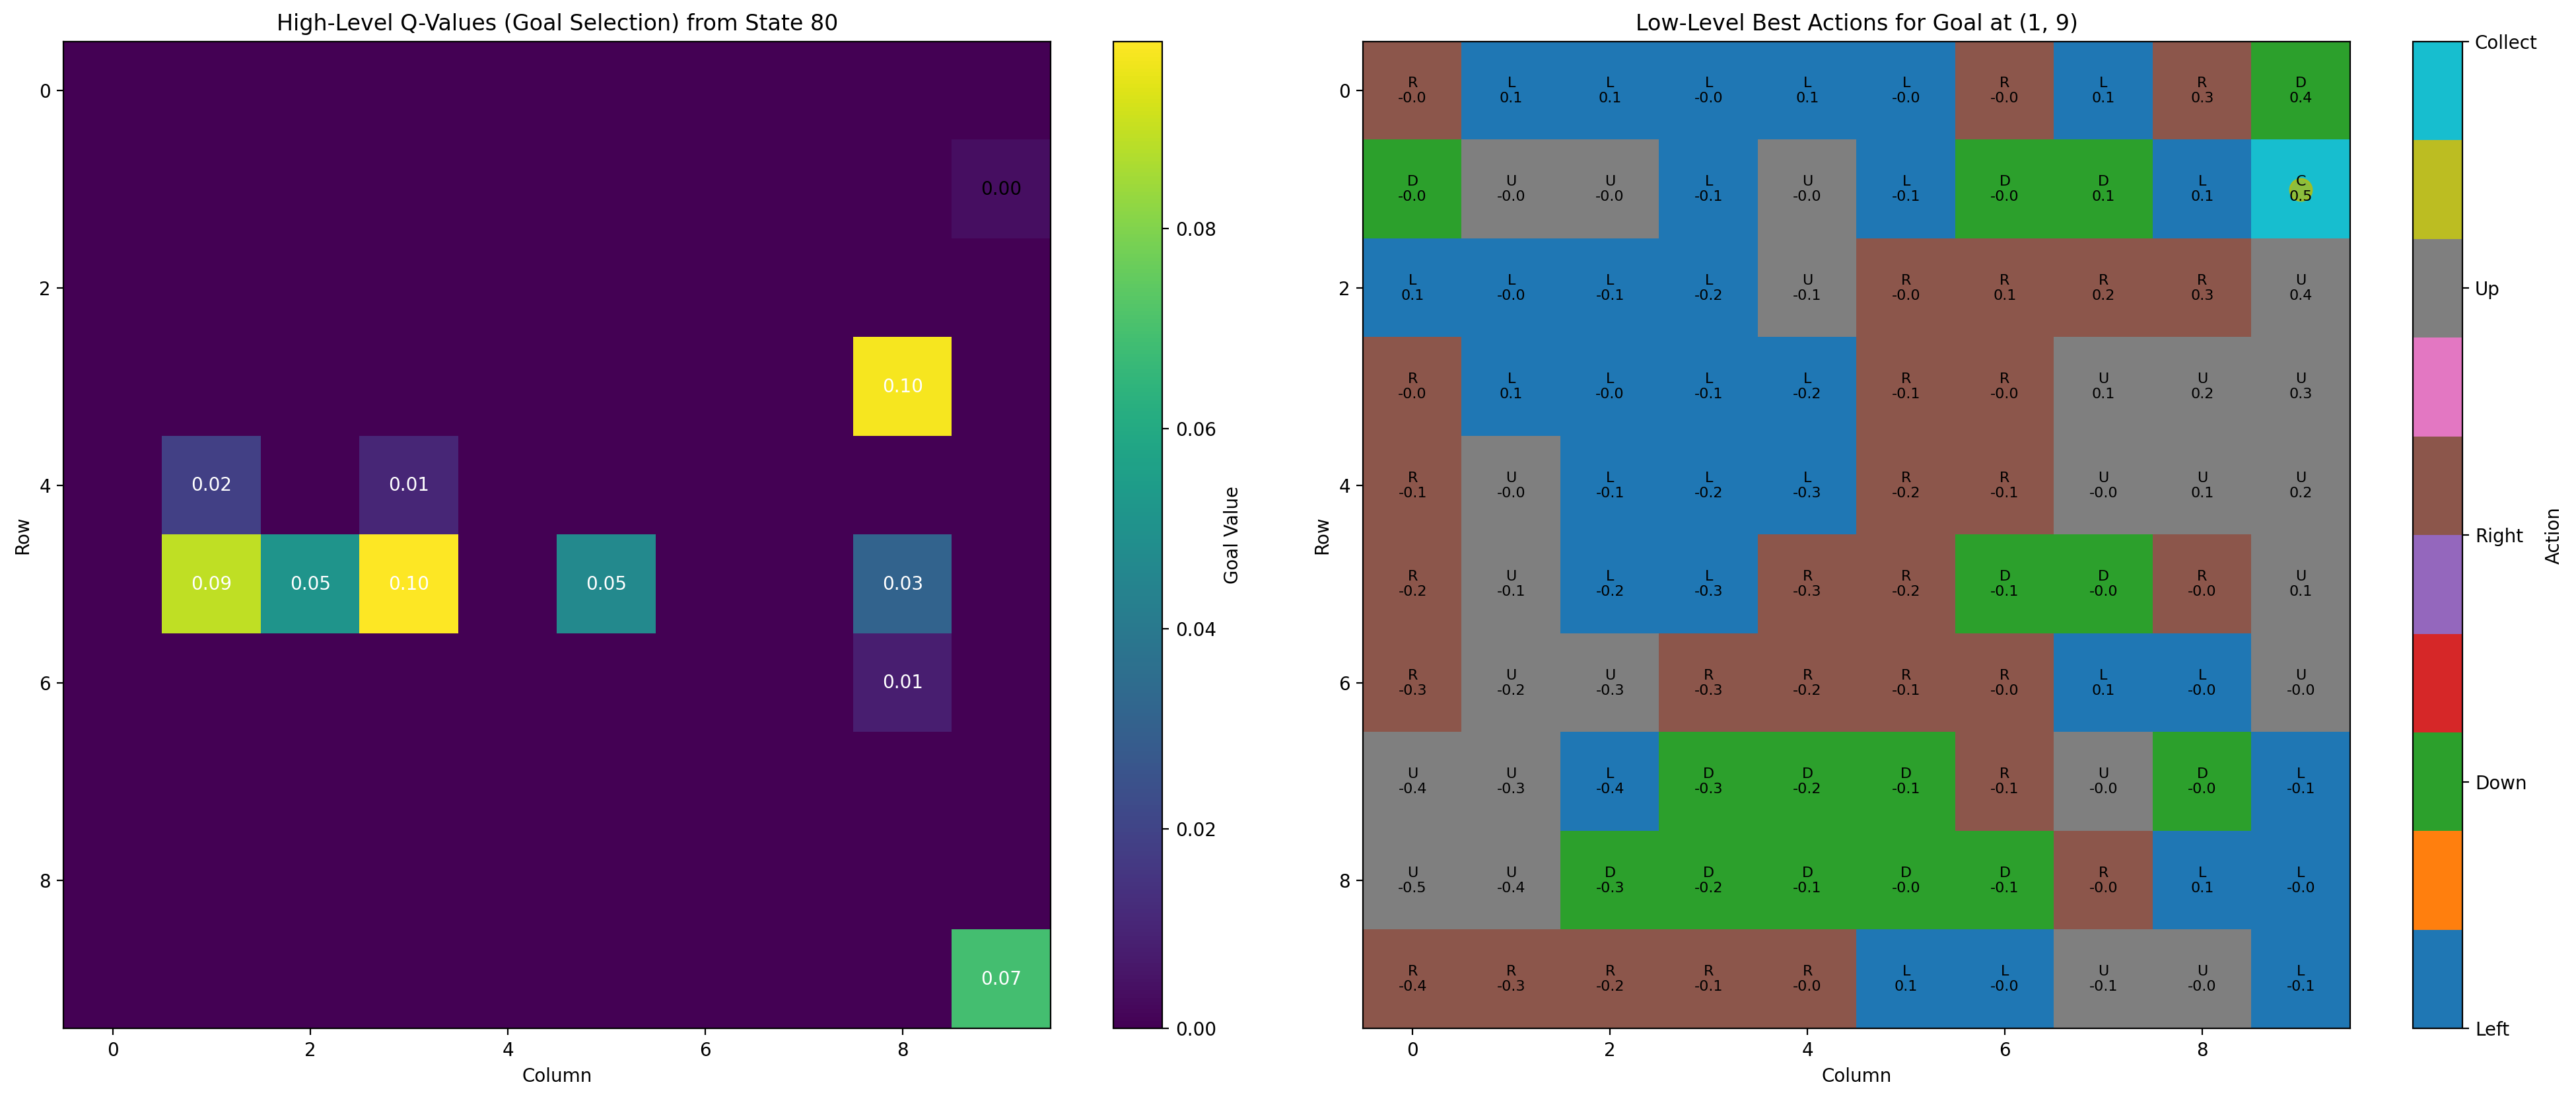 High-Level Q-Values (Goal Selection) from State 80
0.00
0.10
0.02 0.01
0.09 0.05 0.10 0.05 0.03
0.01
0.07
0
2
4
6
8
Row
0 2 4 6 8
Column
0.08
0.06
0.04
0.02
0.00
Goal Value
Low-Level Best Actions for Goal at (1, 9)
R L L L L L R L R D
-0.0 0.1 0.1 -0.0 0.1 -0.0 -0.0 0.1 0.3 0.4
D U U L U L D D L C
-0.0 -0.0 -0.0 -0.1 -0.0 -0.1 -0.0 0.1 0.1 0.5
L L L L U R R R R U
0.1 -0.0 -0.1 -0.2 -0.1 -0.0 0.1 0.2 0.3 0.4
R L L L L R R U U U
-0.0 0.1 -0.0 -0.1 -0.2 -0.1 -0.0 0.1 0.2 0.3
R U L L L R R U U U
-0.1 -0.0 -0.1 -0.2 -0.3 -0.2 -0.1 -0.0 0.1 0.2
R U L L R R D D R U
-0.2 -0.1 -0.2 -0.3 -0.3 -0.2 -0.1 -0.0 -0.0 0.1
R U U R R R R L L U
-0.3 -0.2 -0.3 -0.3 -0.2 -0.1 -0.0 0.1 -0.0 -0.0
U U L D D D R U D L
-0.4 -0.3 -0.4 -0.3 -0.2 -0.1 -0.1 -0.0 -0.0 -0.1
U U D D D D D R L L
-0.5 -0.4 -0.3 -0.2 -0.1 -0.0 -0.1 -0.0 0.1 -0.0
R R R R R L L U U L
-0.4 -0.3 -0.2 -0.1 -0.0 0.1 -0.0 -0.1 -0.0 -0.1
0
2
4
6
8
Row
0 2 4 6 8
Column
Collect
Up
Right
Down
Left
Action